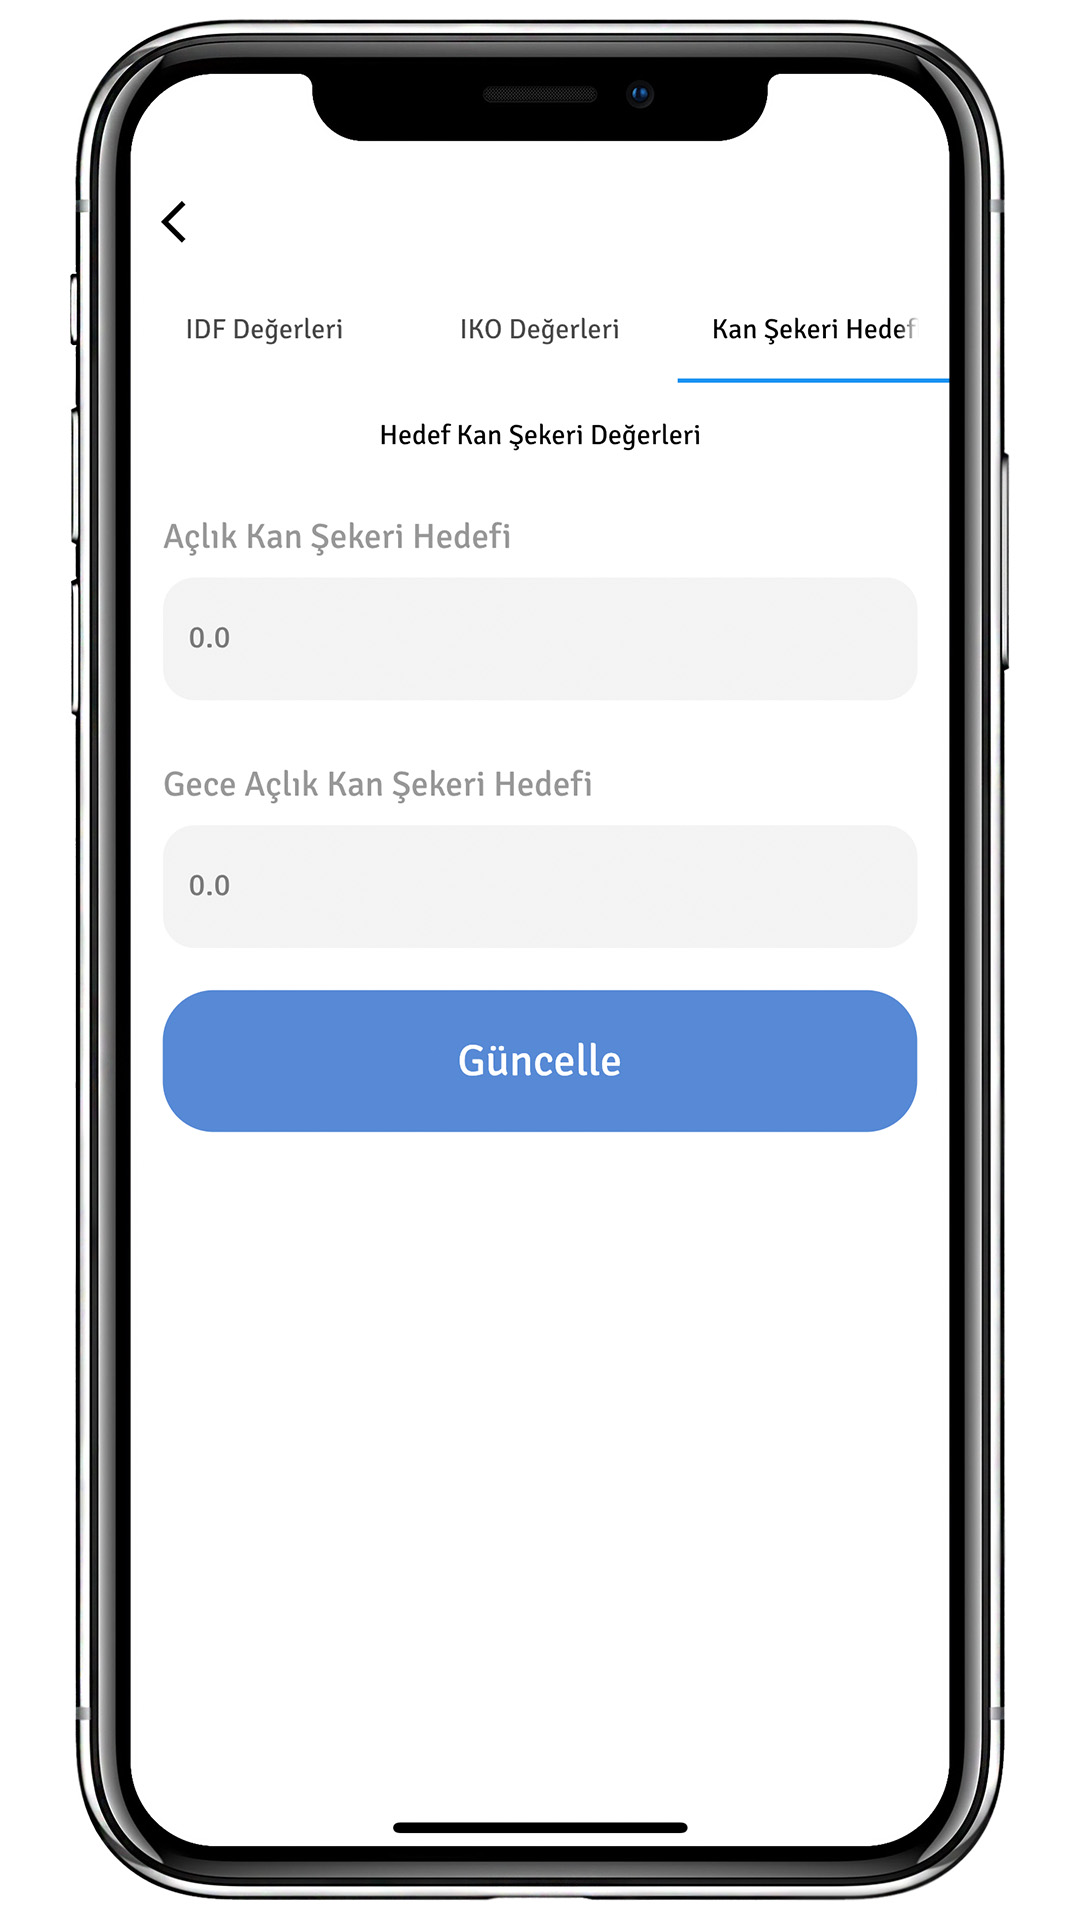 IDF Değerleri
IKO Değerleri
Kan Şekeri Hedef
Hedef Kan Şekeri Değerleri
Açlık Kan Şekeri Hedefi
0.0
Gece Açlık Kan Şekeri Hedefi
0.0
Güncelle